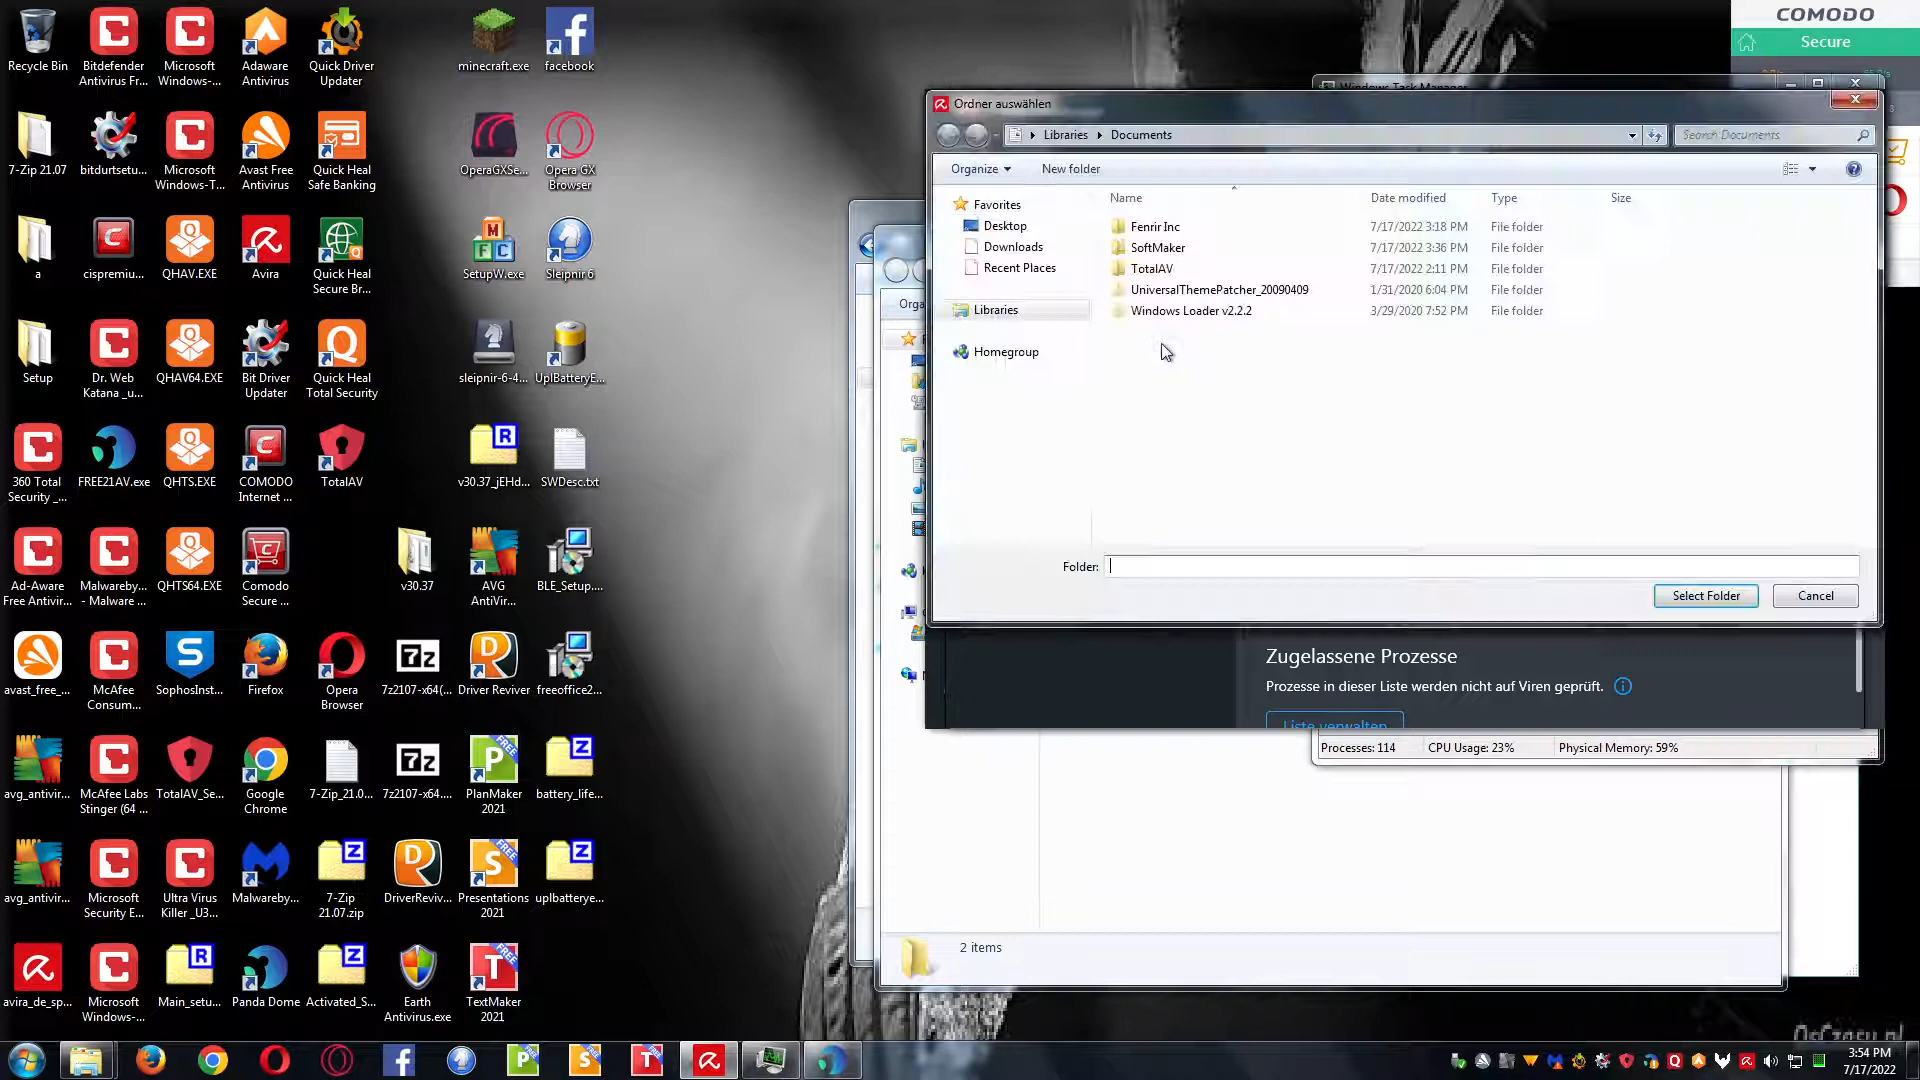 Recycle Bin
Bitdefender
Antivirus Fr...
Microsoft
Windows-...
Adaware
Antivirus
Quick Driver
Updater
minecraft.exe
facebook
7-Zip 21.07
bitdurtsetu...
Microsoft
Windows-T...
Avast Free
Antivirus
Quick Heal
Safe Banking
OperaGXSe...
Opera GX
Browser
a
cispremiu...
QHAV.EXE
Avira
Quick Heal
Secure Br...
SetupW.exe
Sleipnir 6
Setup
Dr. Web
Katana _u...
QHAV64.EXE
Bit Driver
Updater
Quick Heal
Total Security
sleipnir-6-4...
UplBatteryE...
360 Total
Security _...
FREE21AV.exe
QHTS.EXE
COMODO
Internet ...
TotalAV
v30.37_jEHd...
SWDesc.txt
Ad-Aware
Free Antivir...
Malwareby...
- Malware ...
QHTS64.EXE
Comodo
Secure ...
v30.37
AVG
AntiVir...
BLE_Setup....
avast_free_...
McAfee
Consum...
SophosInst...
Firefox
Opera
Browser
7z2107-x64(...
Driver Reviver
freeoffice2...
avg_antivir...
McAfee Labs
Stinger (64 ...
TotalAV_Se...
Google
Chrome
7-Zip_21.0...
7z2107-x64....
PlanMaker
2021
battery_life...
avg_antivir...
Microsoft
Security E...
Ultra Virus
Killer _U3...
Malwareby...
7-Zip
21.07.zip
DriverReviv...
Presentations
2021
uplbatterye...
avira_de_sp...
Microsoft
Windows-...
Main_setu...
Panda Dome
Activated_S...
Earth
Antivirus.exe
TextMaker
2021
COMODO
Secure
Windows Task Manager
Ordner auswählen
Libraries Documents
Search Documents
Organize New folder
Name Date modified Type Size
Favorites
Desktop
Downloads
Recent Places
Libraries
Homegroup
Fenrir Inc 7/17/2022 3:18 PM File folder
SoftMaker 7/17/2022 3:36 PM File folder
TotalAV 7/17/2022 2:11 PM File folder
UniversalThemePatcher_20090409 1/31/2020 6:04 PM File folder
Windows Loader v2.2.2 3/29/2020 7:52 PM File folder
Orga
Folder:
Select Folder Cancel
Zugelassene Prozesse
Prozesse in dieser Liste werden nicht auf Viren geprüft.
Liste verwalten
Processes: 114 CPU Usage: 23% Physical Memory: 59%
2 items
3:54 PM
7/17/2022